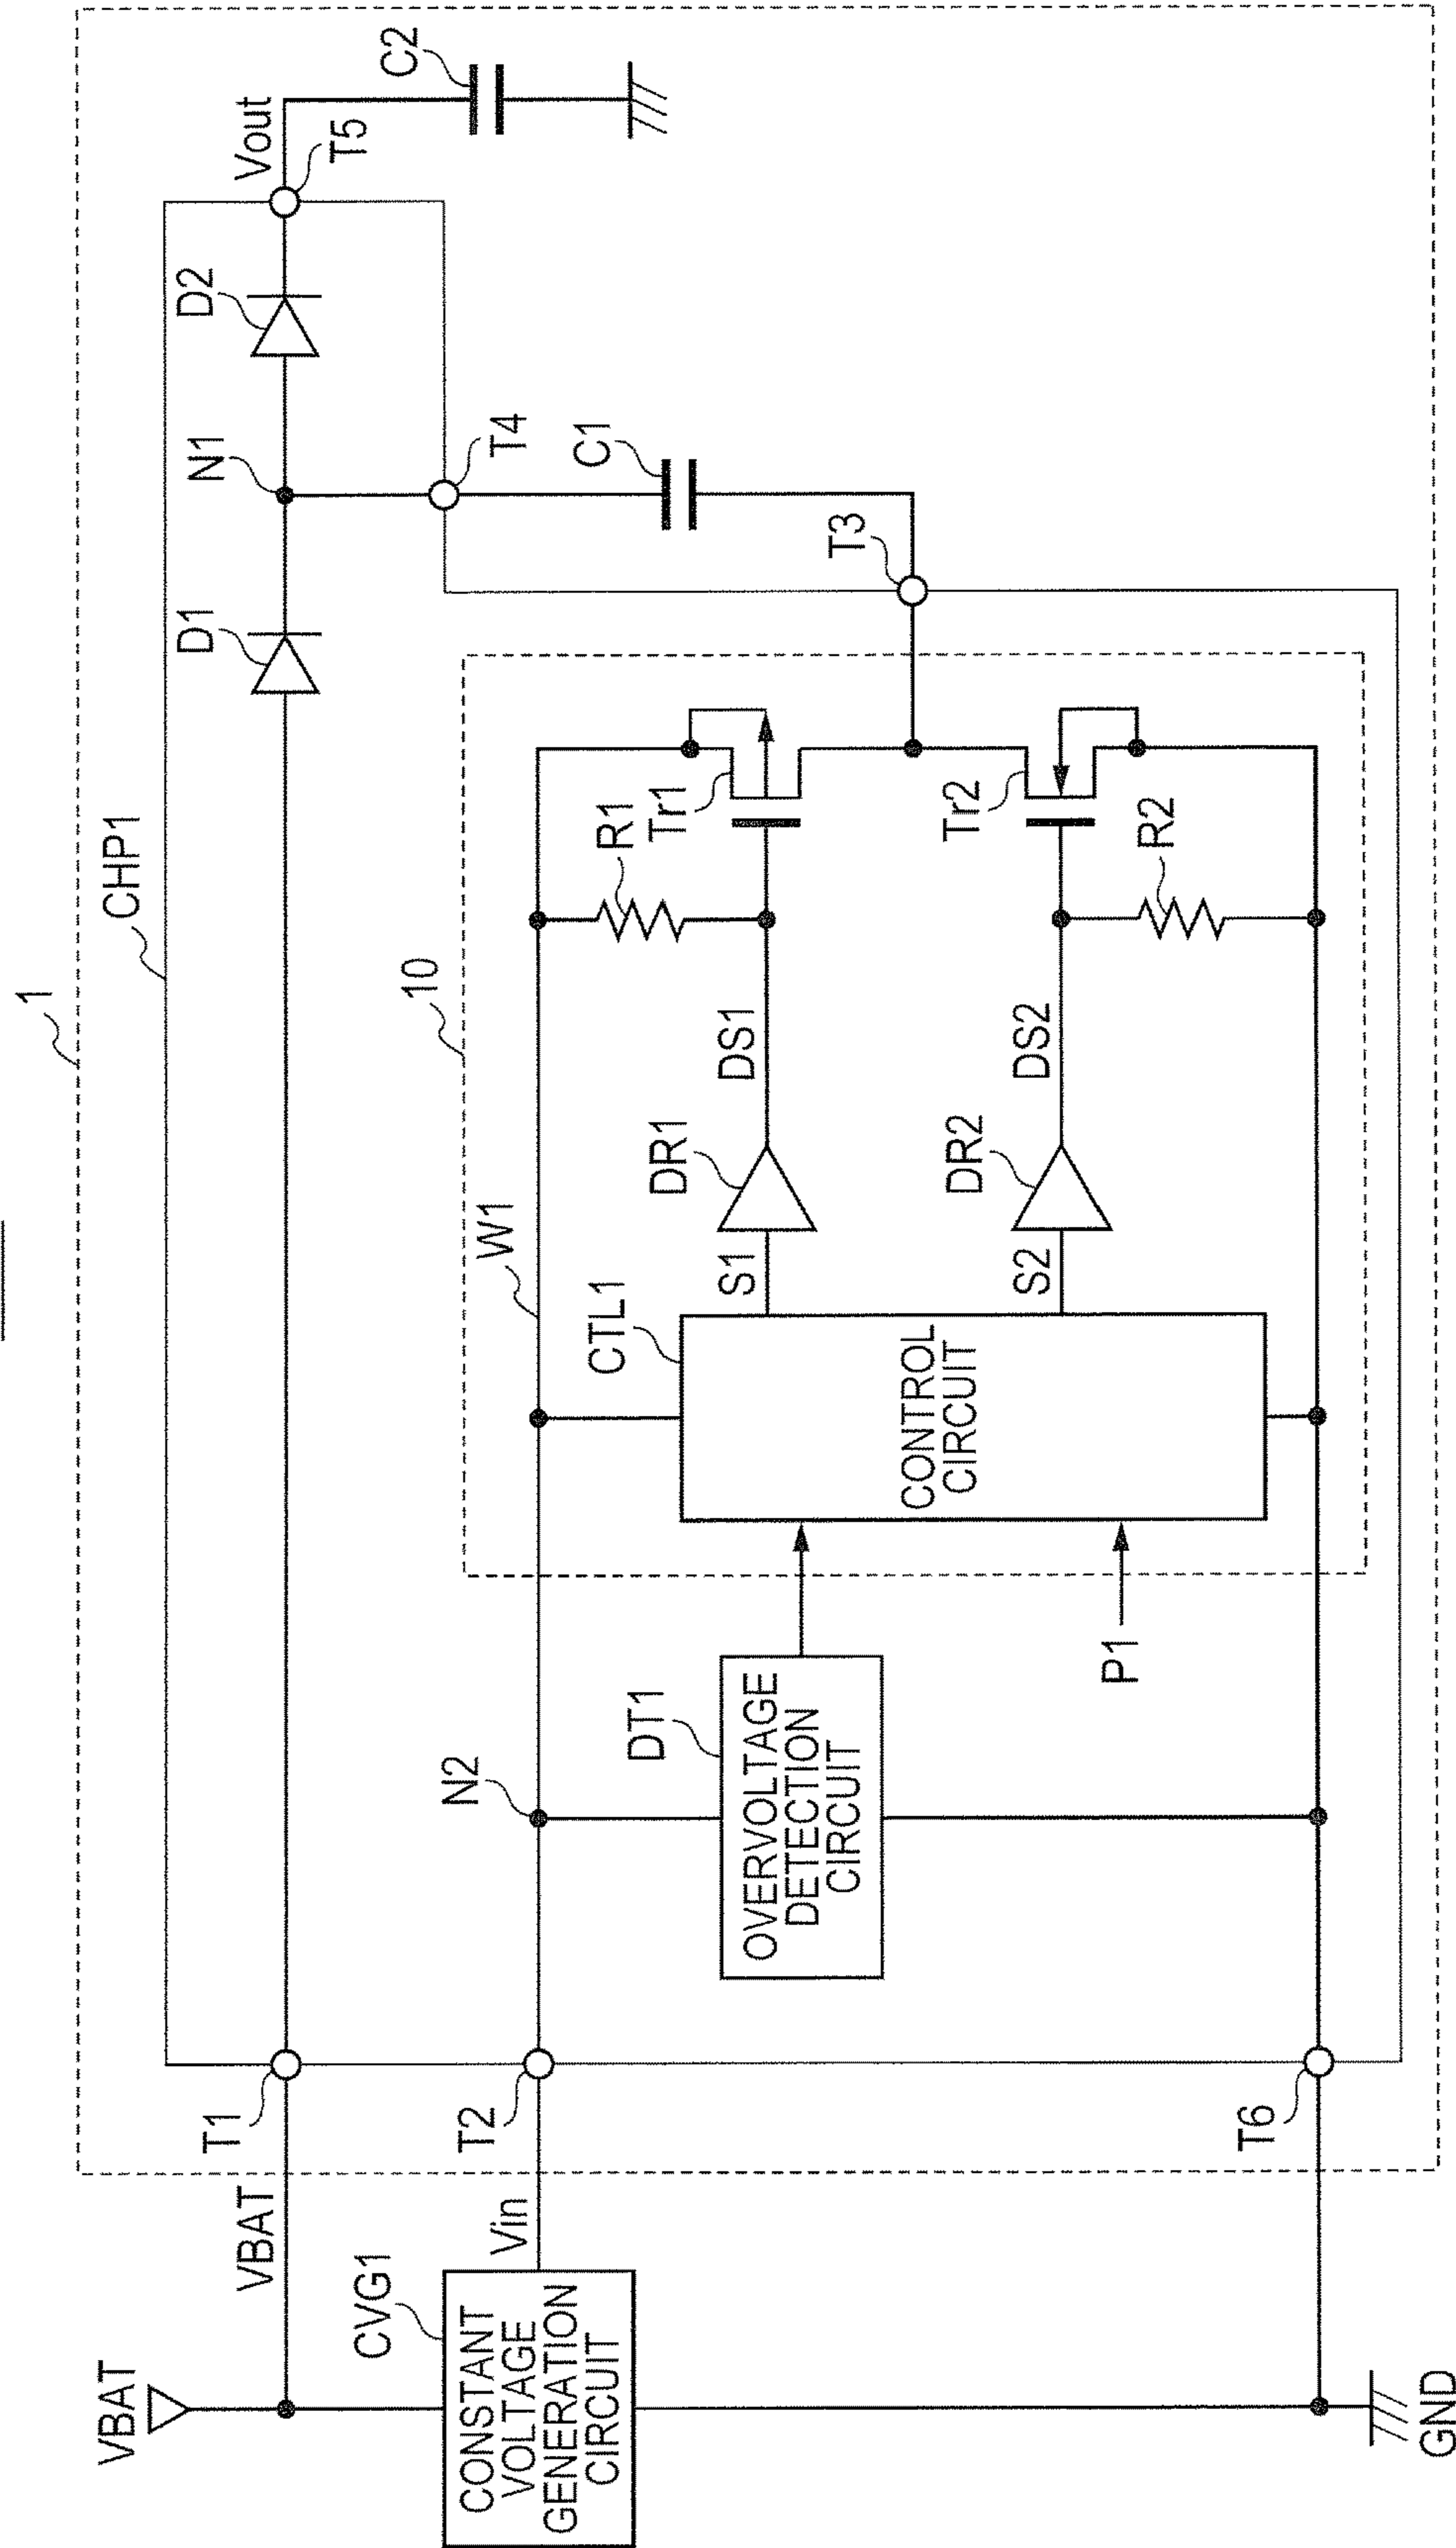 1
CHP1
VBAT
VBAT
T1
D1
N1
D2
Vout
T5
C2
CVG1
CONSTANT
VOLTAGE
GENERATION
CIRCUIT
Vin
T2
N2
W1
10
T4
C1
T3
DT1
OVERVOLTAGE
DETECTION
CIRCUIT
CTL1
CONTROL
CIRCUIT
S1
DR1
DS1
R1
Tr1
S2
DR2
DS2
Tr2
R2
P1
T6
GND